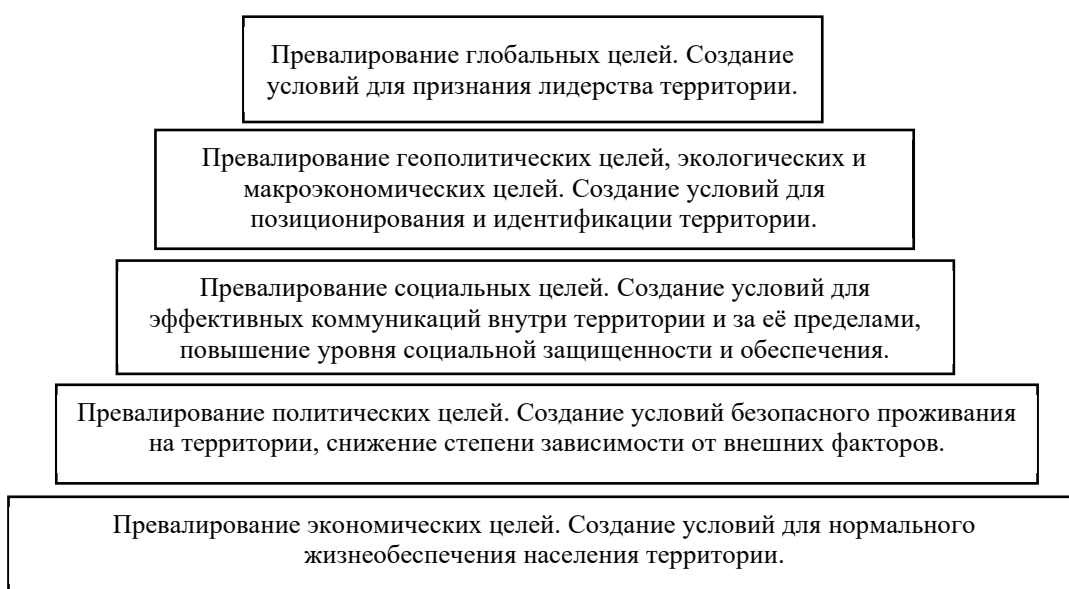 Превалирование глобальных целей. Создание
условий для признания лидерства территории.
Превалирование геополитических целей, экологических и
макроэкономических целей. Создание условий для
позиционирования и идентификации территории.
Превалирование социальных целей. Создание условий для
эффективных коммуникаций внутри территории и за её пределами,
повышение уровня социальной защищенности и обеспечения.
Превалирование политических целей. Создание условий безопасного проживания
на территории, снижение степени зависимости от внешних факторов.
Превалирование экономических целей. Создание условий для нормального
жизнеобеспечения населения территории.